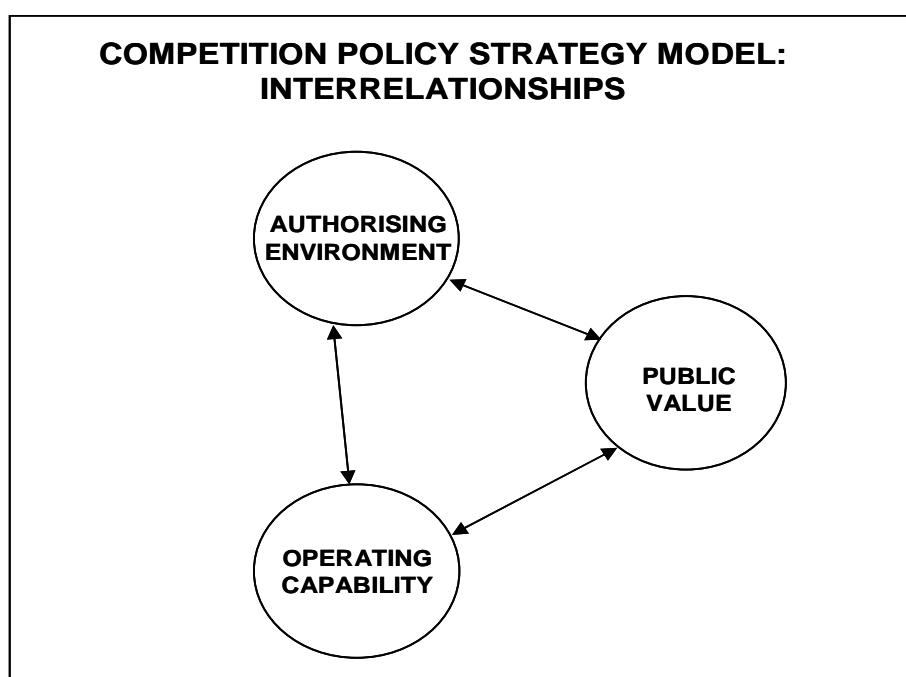 COMPETITION POLICY STRATEGY MODEL:
INTERRELATIONSHIPS
AUTHORISING
ENVIRONMENT
PUBLIC
VALUE
OPERATING
CAPABILITY